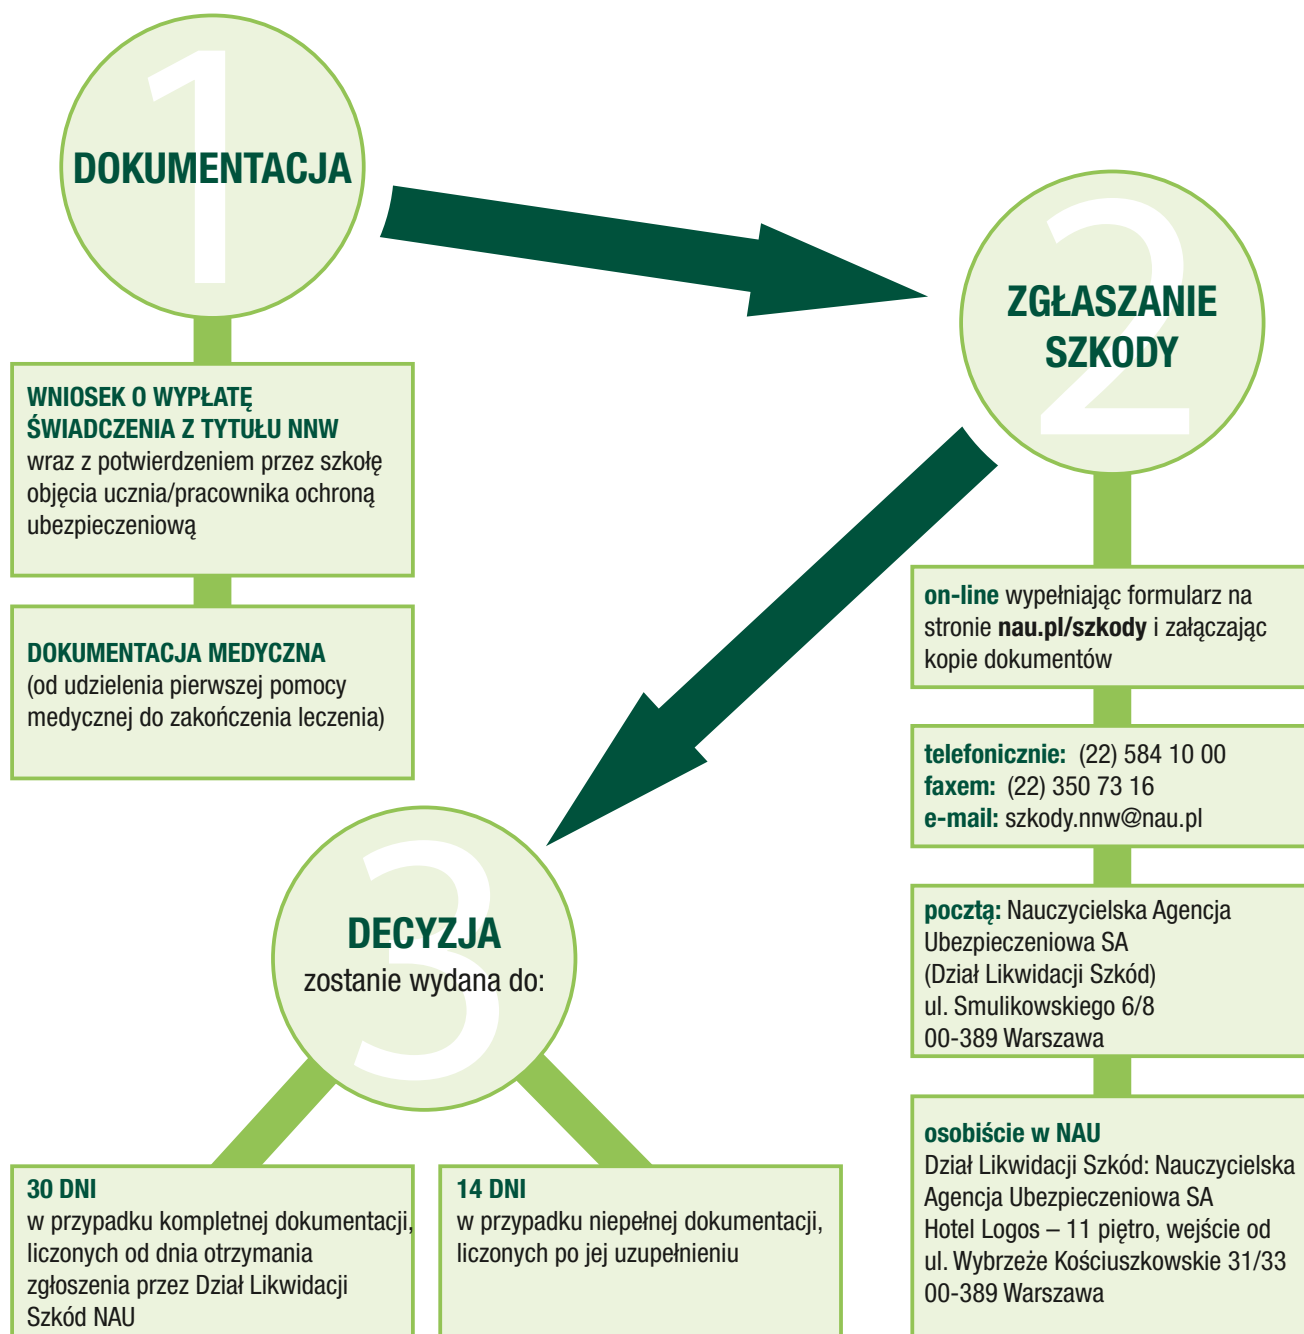 1
DOKUMENTACJA
WNIOSEK O WYPŁATĘ
ŚWIADCZENIA Z TYTUŁU NNW
wraz z potwierdzeniem przez szkołę
objęcia ucznia/pracownika ochroną
ubezpieczeniową
DOKUMENTACJA MEDYCZNA
(od udzielenia pierwszej pomocy
medycznej do zakończenia leczenia)
2
ZGŁASZANIE
SZKODY
on-line wypełniając formularz na
stronie nau.pl/szkody i załączając
kopie dokumentów
telefonicznie: (22) 584 10 00
faxem: (22) 350 73 16
e-mail: szkody.nnw@nau.pl
pocztą: Nauczycielska Agencja
Ubezpieczeniowa SA
(Dział Likwidacji Szkód)
ul. Smulikowskiego 6/8
00-389 Warszawa
osobiście w NAU
Dział Likwidacji Szkód: Nauczycielska
Agencja Ubezpieczeniowa SA
Hotel Logos – 11 piętro, wejście od
ul. Wybrzeże Kościuszkowskie 31/33
00-389 Warszawa
3
DECYZJA
zostanie wydana do:
30 DNI
w przypadku kompletnej dokumentacji,
liczonych od dnia otrzymania
zgłoszenia przez Dział Likwidacji
Szkód NAU
14 DNI
w przypadku niepełnej dokumentacji,
liczonych po jej uzupełnieniu